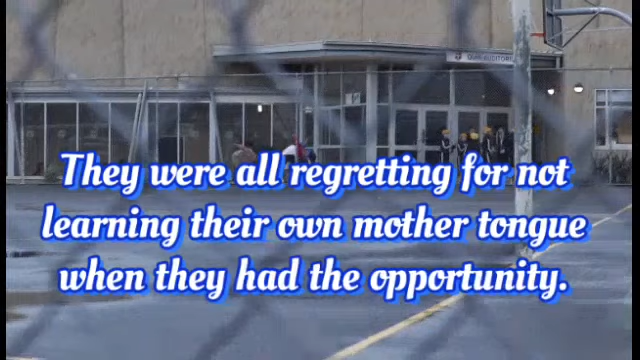 They were all regretting for not
learning their own mother tongue
when they had the opportunity.